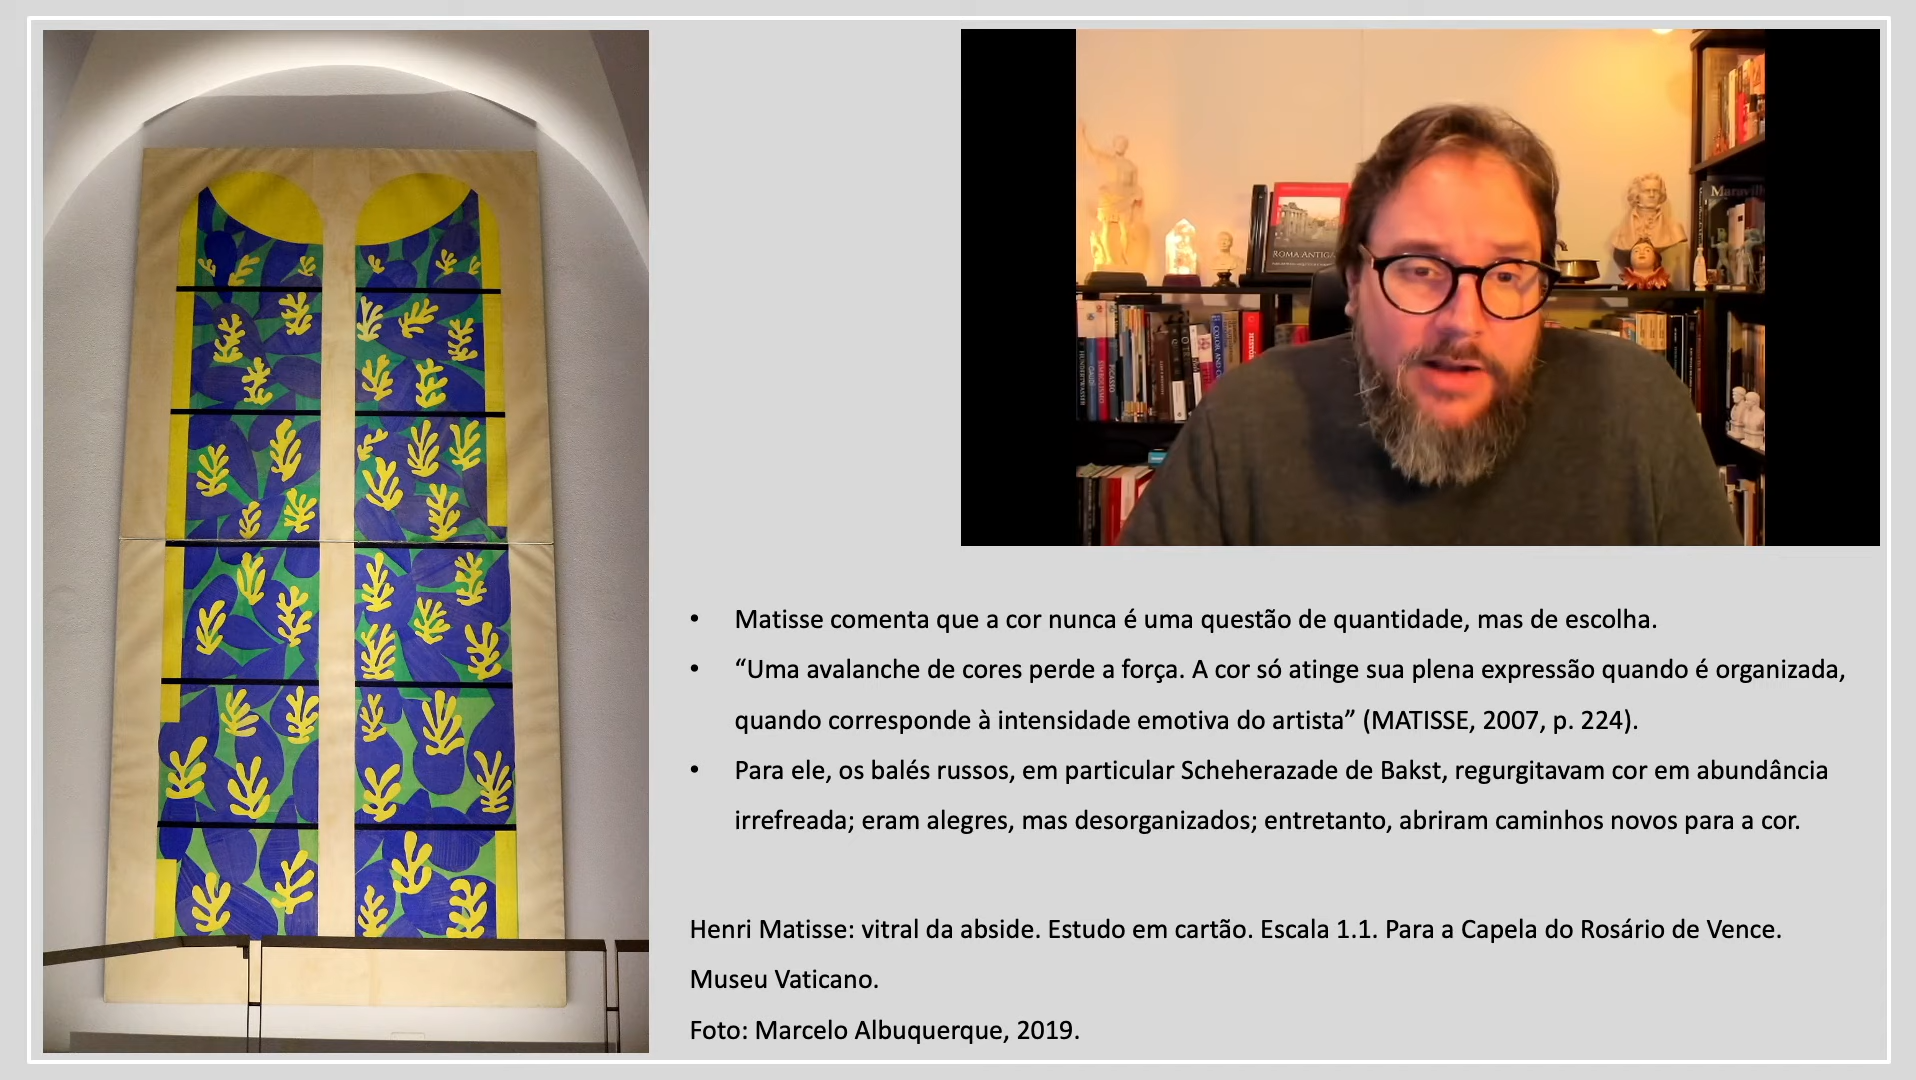 ROMA ANTIGA
Maravilh
PICASSO
SIMBOLISMO
GAUDÍ
HUNDERTWASSER
• Matisse comenta que a cor nunca é uma questão de quantidade, mas de escolha.
• “Uma avalanche de cores perde a força. A cor só atinge sua plena expressão quando é organizada,
quando corresponde à intensidade emotiva do artista” (MATISSE, 2007, p. 224).
• Para ele, os balés russos, em particular Scheherazade de Bakst, regurgitavam cor em abundância
irrefreada; eram alegres, mas desorganizados; entretanto, abriram caminhos novos para a cor.
Henri Matisse: vitral da abside. Estudo em cartão. Escala 1.1. Para a Capela do Rosário de Vence.
Museu Vaticano.
Foto: Marcelo Albuquerque, 2019.